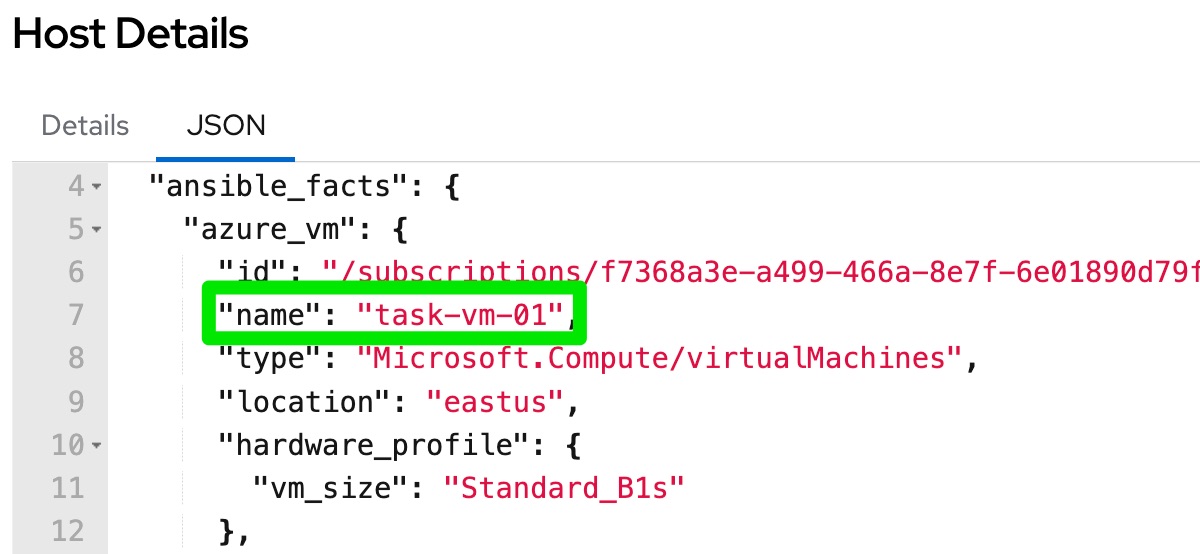 Host Details
Details JSON
4 "ansible_facts": {
5 "azure_vm": {
6 "id": "/subscriptions/f7368a3e-a499-466a-8e7f-6e01890d79f
7 "name": "task-vm-01",
8 "type": "Microsoft.Compute/virtualMachines",
9 "location": "eastus",
10 "hardware_profile": {
11 "vm_size": "Standard_B1s"
12 },